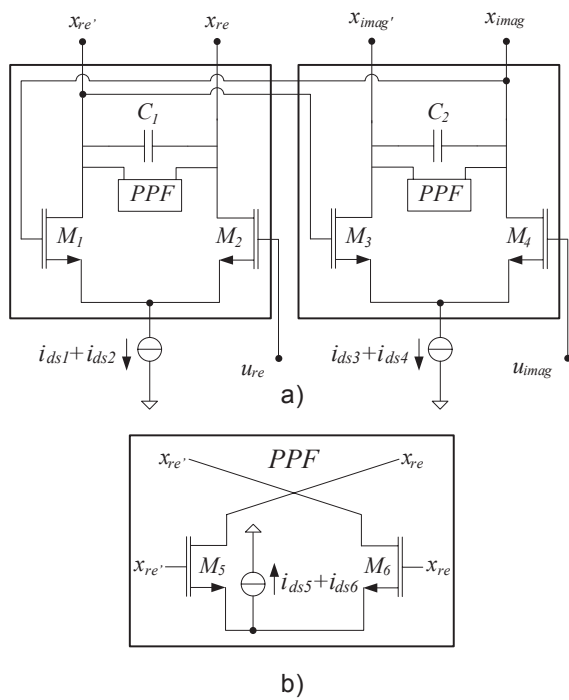 x_re' x_re x_imag' x_imag
C_1 C_2
PPF PPF
M_1 M_2 M_3 M_4
i_ds1+i_ds2 u_re i_ds3+i_ds4 u_imag
a)
x_re' PPF x_re
x_re' M_5 i_ds5+i_ds6 M_6 x_re
b)